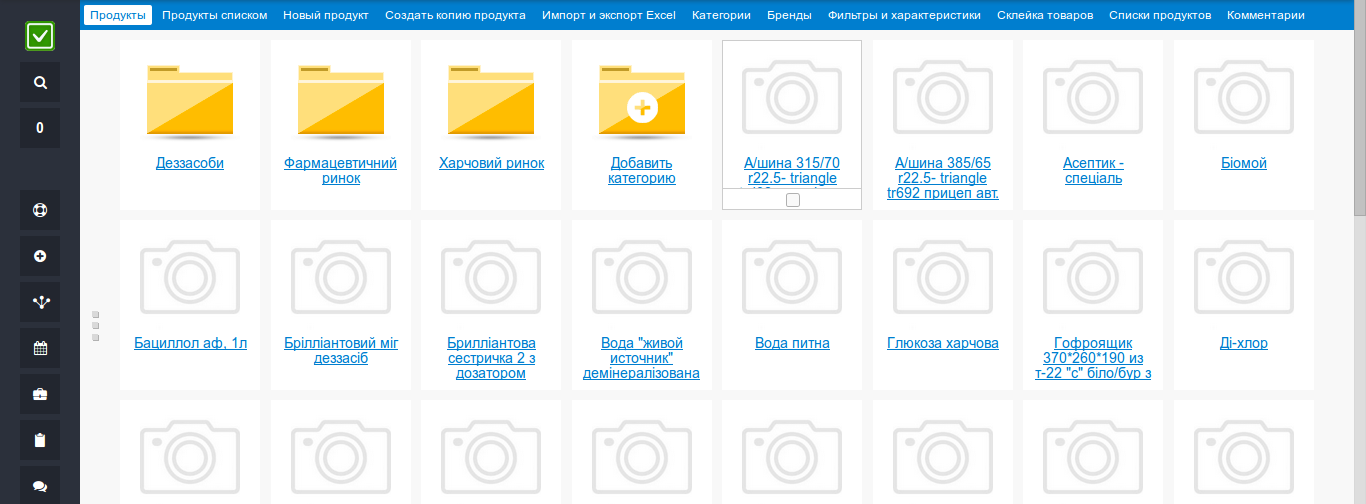 Продукты Продукты списком Новый продукт Создать копию продукта Импорт и экспорт Excel Категории Бренды Фильтры и характеристики Склейка товаров Списки продуктов Комментарии
0
Деззасоби
Фармацевтичний
ринок
Харчовий ринок
Добавить
категорию
А/шина 315/70
r22.5- triangle
А/шина 385/65
r22.5- triangle
tr692 прицеп авт.
Асептик -
спеціаль
Біомой
Бациллол аф, 1л
Брілліантовий міг
деззасіб
Бриллиантова
сестричка 2 з
дозатором
Вода "живой
источник"
демінералізована
Вода питна
Глюкоза харчова
Гофроящик
370*260*190 из
т-22 "с" біло/бур з
Ді-хлор